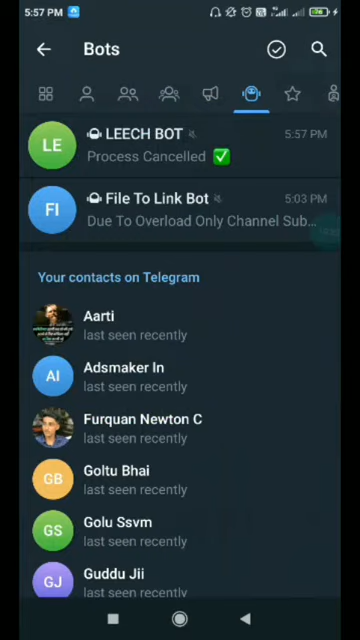 5:57 PM
Bots
LE
LEECH BOT
5:57 PM
Process Cancelled ✅
FI
File To Link Bot
5:03 PM
Due To Overload Only Channel Sub...
Your contacts on Telegram
Aarti
last seen recently
AI
Adsmaker In
last seen recently
Furquan Newton C
last seen recently
GB
Goltu Bhai
last seen recently
GS
Golu Ssvm
last seen recently
GJ
Guddu Jii
last seen recently